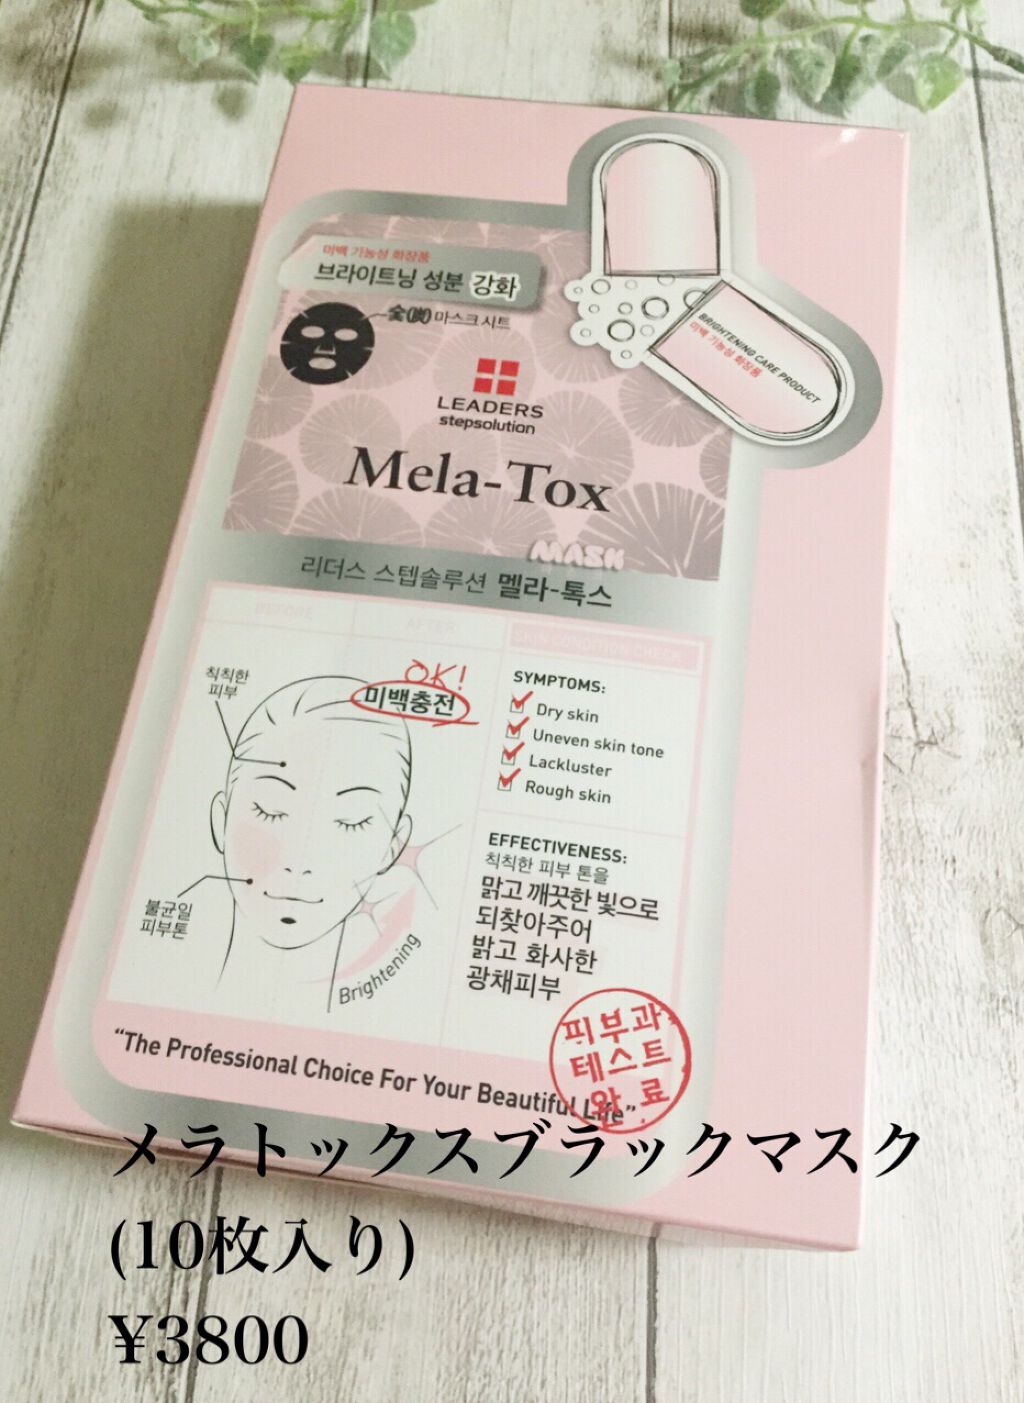 미백 기능성 화장품
브라이트닝 성분 강화
숯(炭) 마스크 시트
LEADERS
stepsolution
Mela-Tox
MASK
리더스 스텝솔루션 멜라-톡스
BRIGHTENING CARE PRODUCT
미백 기능성 화장품
BEFORE
AFTER
SKIN CONDITION CHECK
칙칙한
피부
OK!
미백충전
불균일
피부톤
Brightening
SYMPTOMS:
Dry skin
Uneven skin tone
Lackluster
Rough skin
EFFECTIVENESS:
칙칙한 피부 톤을
맑고 깨끗한 빛으로
되찾아주어
밝고 화사한
광채피부
피부과
테스트
완료
“The Professional Choice For Your Beautiful Life”
メラトックスブラックマスク
(10枚入り)
¥3800